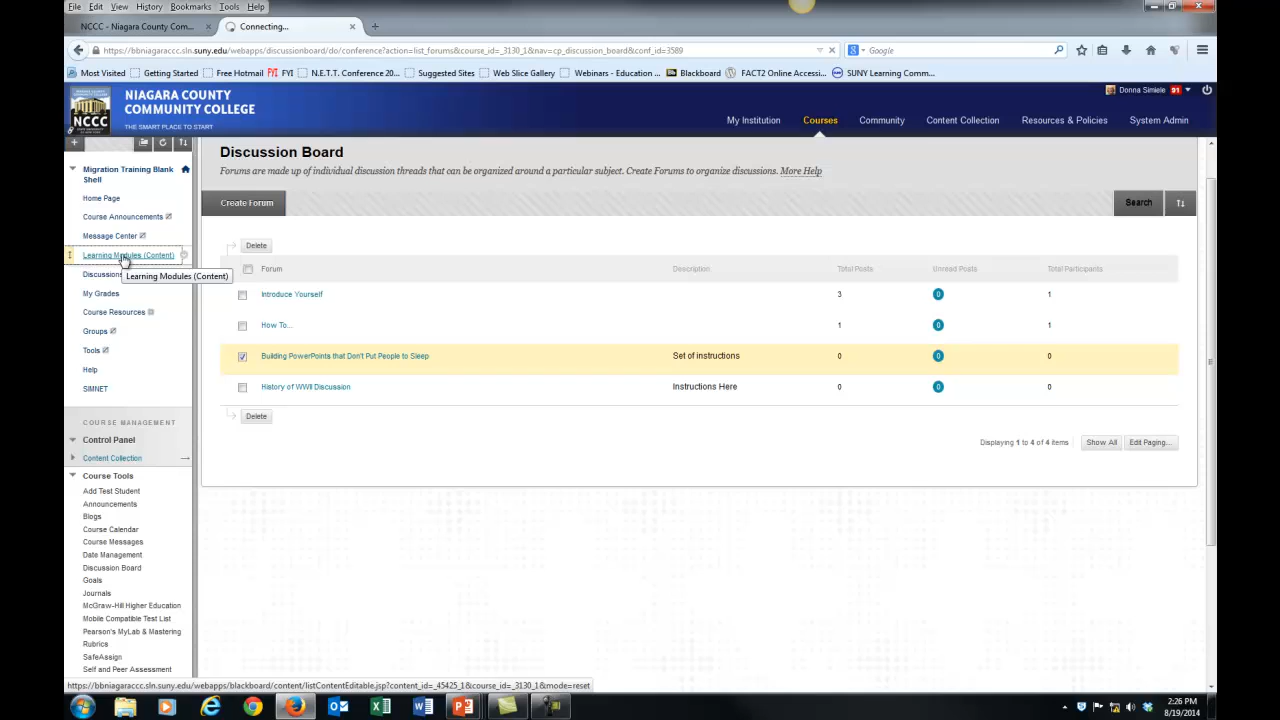 File Edit View History Bookmarks Tools Help
NCCC - Niagara County Com... × Connecting... × +
https://bbniagaraccc.sln.suny.edu/webapps/discussionboard/do/conference?action=list_forums&course_id=_3130_1&nav=cp_discussion_board&conf_id=3589
Google
Most Visited Getting Started Free Hotmail FYI FYI N.E.T.T. Conference 20... Suggested Sites Web Slice Gallery Webinars - Education ... Blackboard FACT2 Online Accessi... SUNY Learning Comm...
NIAGARA COUNTY
COMMUNITY COLLEGE
THE SMART PLACE TO START
NCCC
Donna Simiele 91
My Institution Courses Community Content Collection Resources & Policies System Admin
Migration Training Blank
Shell
Home Page
Course Announcements
Message Center
Learning Modules (Content)
Learning Modules (Content)
Discussions
My Grades
Course Resources
Groups
Tools
Help
SIMNET
COURSE MANAGEMENT
Control Panel
Content Collection
Course Tools
Add Test Student
Announcements
Blogs
Course Calendar
Course Messages
Date Management
Discussion Board
Goals
Journals
McGraw-Hill Higher Education
Mobile Compatible Test List
Pearson's MyLab & Mastering
Rubrics
SafeAssign
Self and Peer Assessment
Discussion Board
Forums are made up of individual discussion threads that can be organized around a particular subject. Create Forums to organize discussions. More Help
Create Forum Search
Delete
Forum Description Total Posts Unread Posts Total Participants
Introduce Yourself 3 0 1
How To... 1 0 1
Building PowerPoints that Don't Put People to Sleep Set of instructions 0 0 0
History of WWII Discussion Instructions Here 0 0 0
Delete
Displaying 1 to 4 of 4 items Show All Edit Paging...
https://bbniagaraccc.sln.suny.edu/webapps/blackboard/content/listContentEditable.jsp?content_id=_45425_1&course_id=_3130_1&mode=reset
2:26 PM
8/19/2014